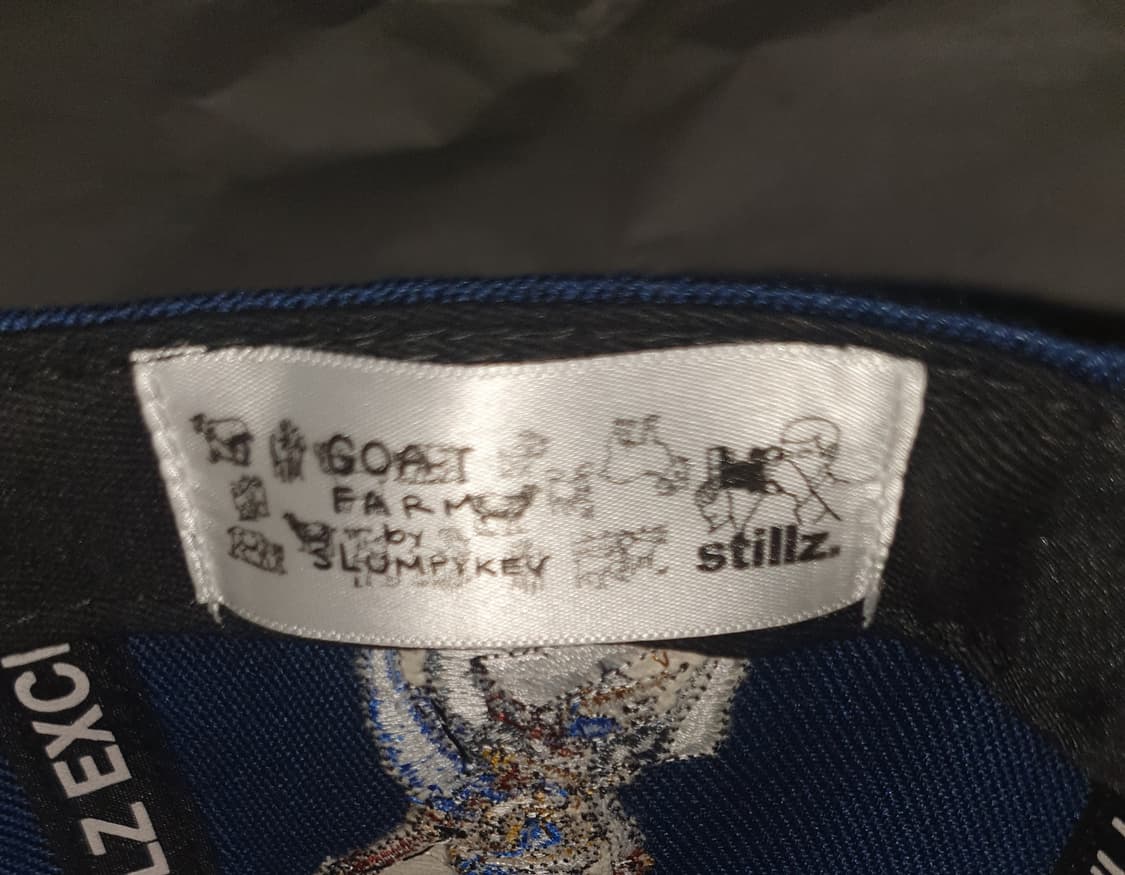 GOAT
FARM
by
SLUMPYKEV
stillz.
LZ EXCI